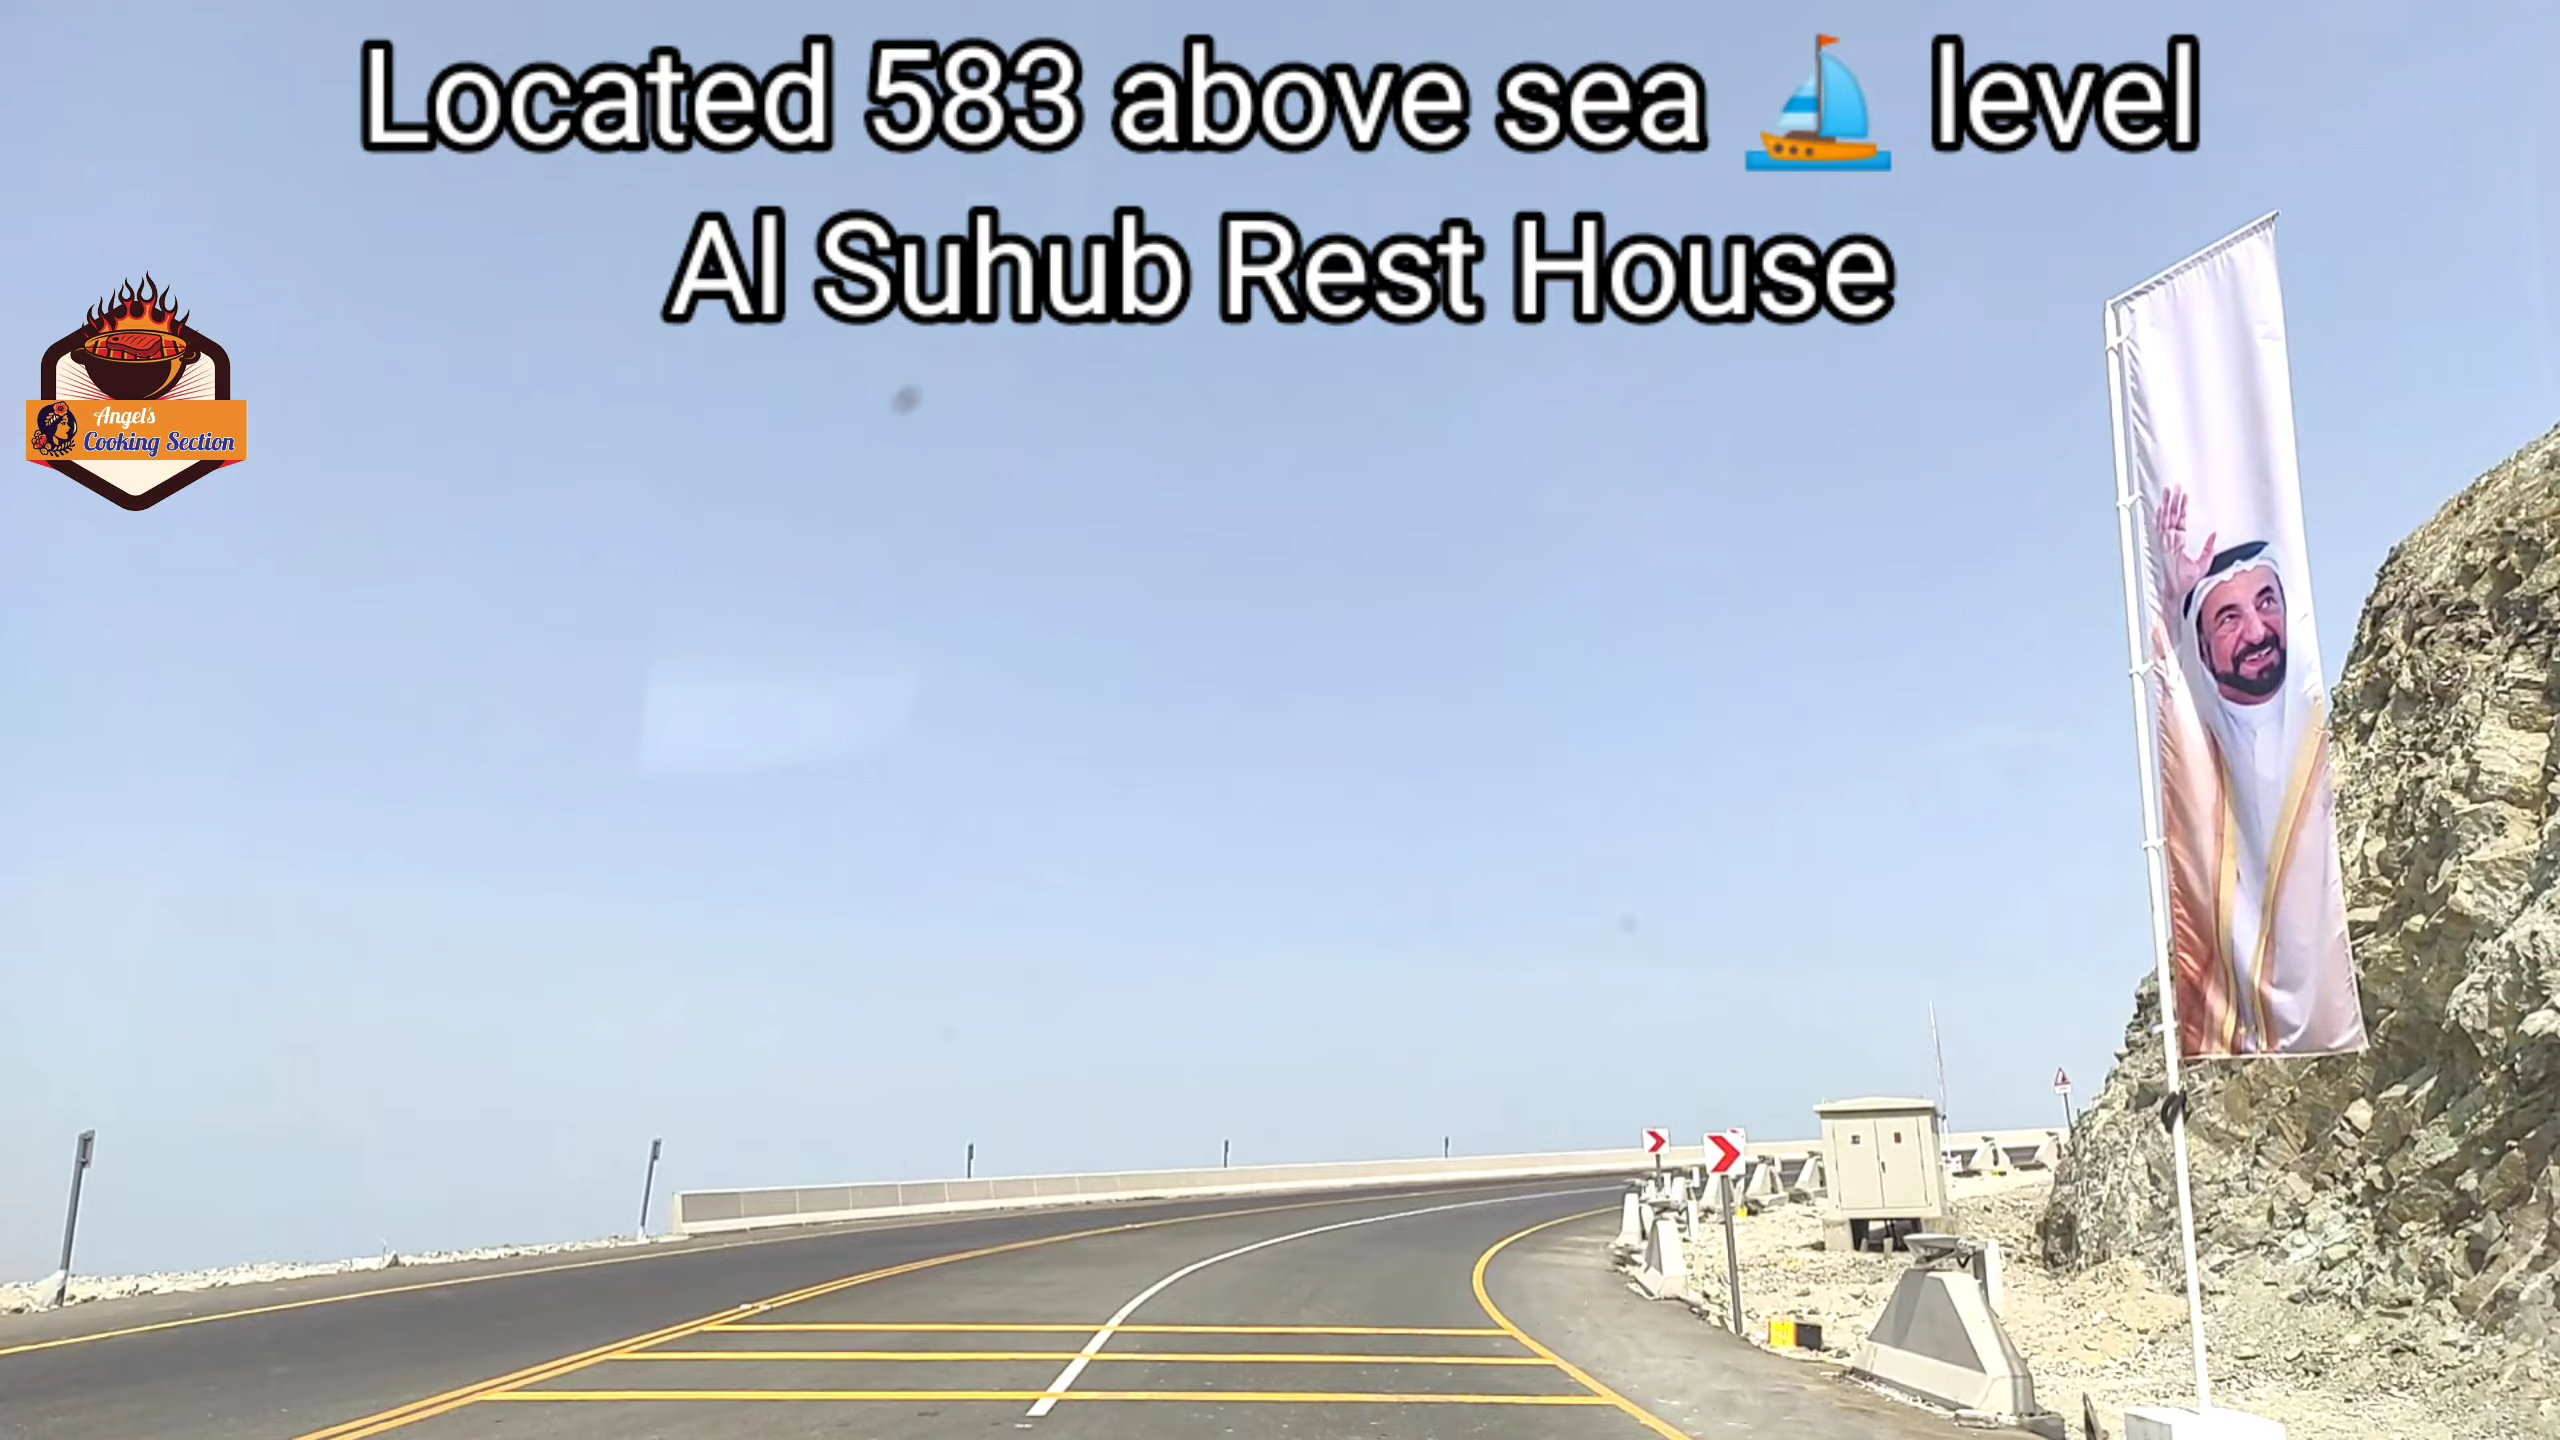 Located 583 above sea ⛵ level
Al Suhub Rest House
Angel's
Cooking Section